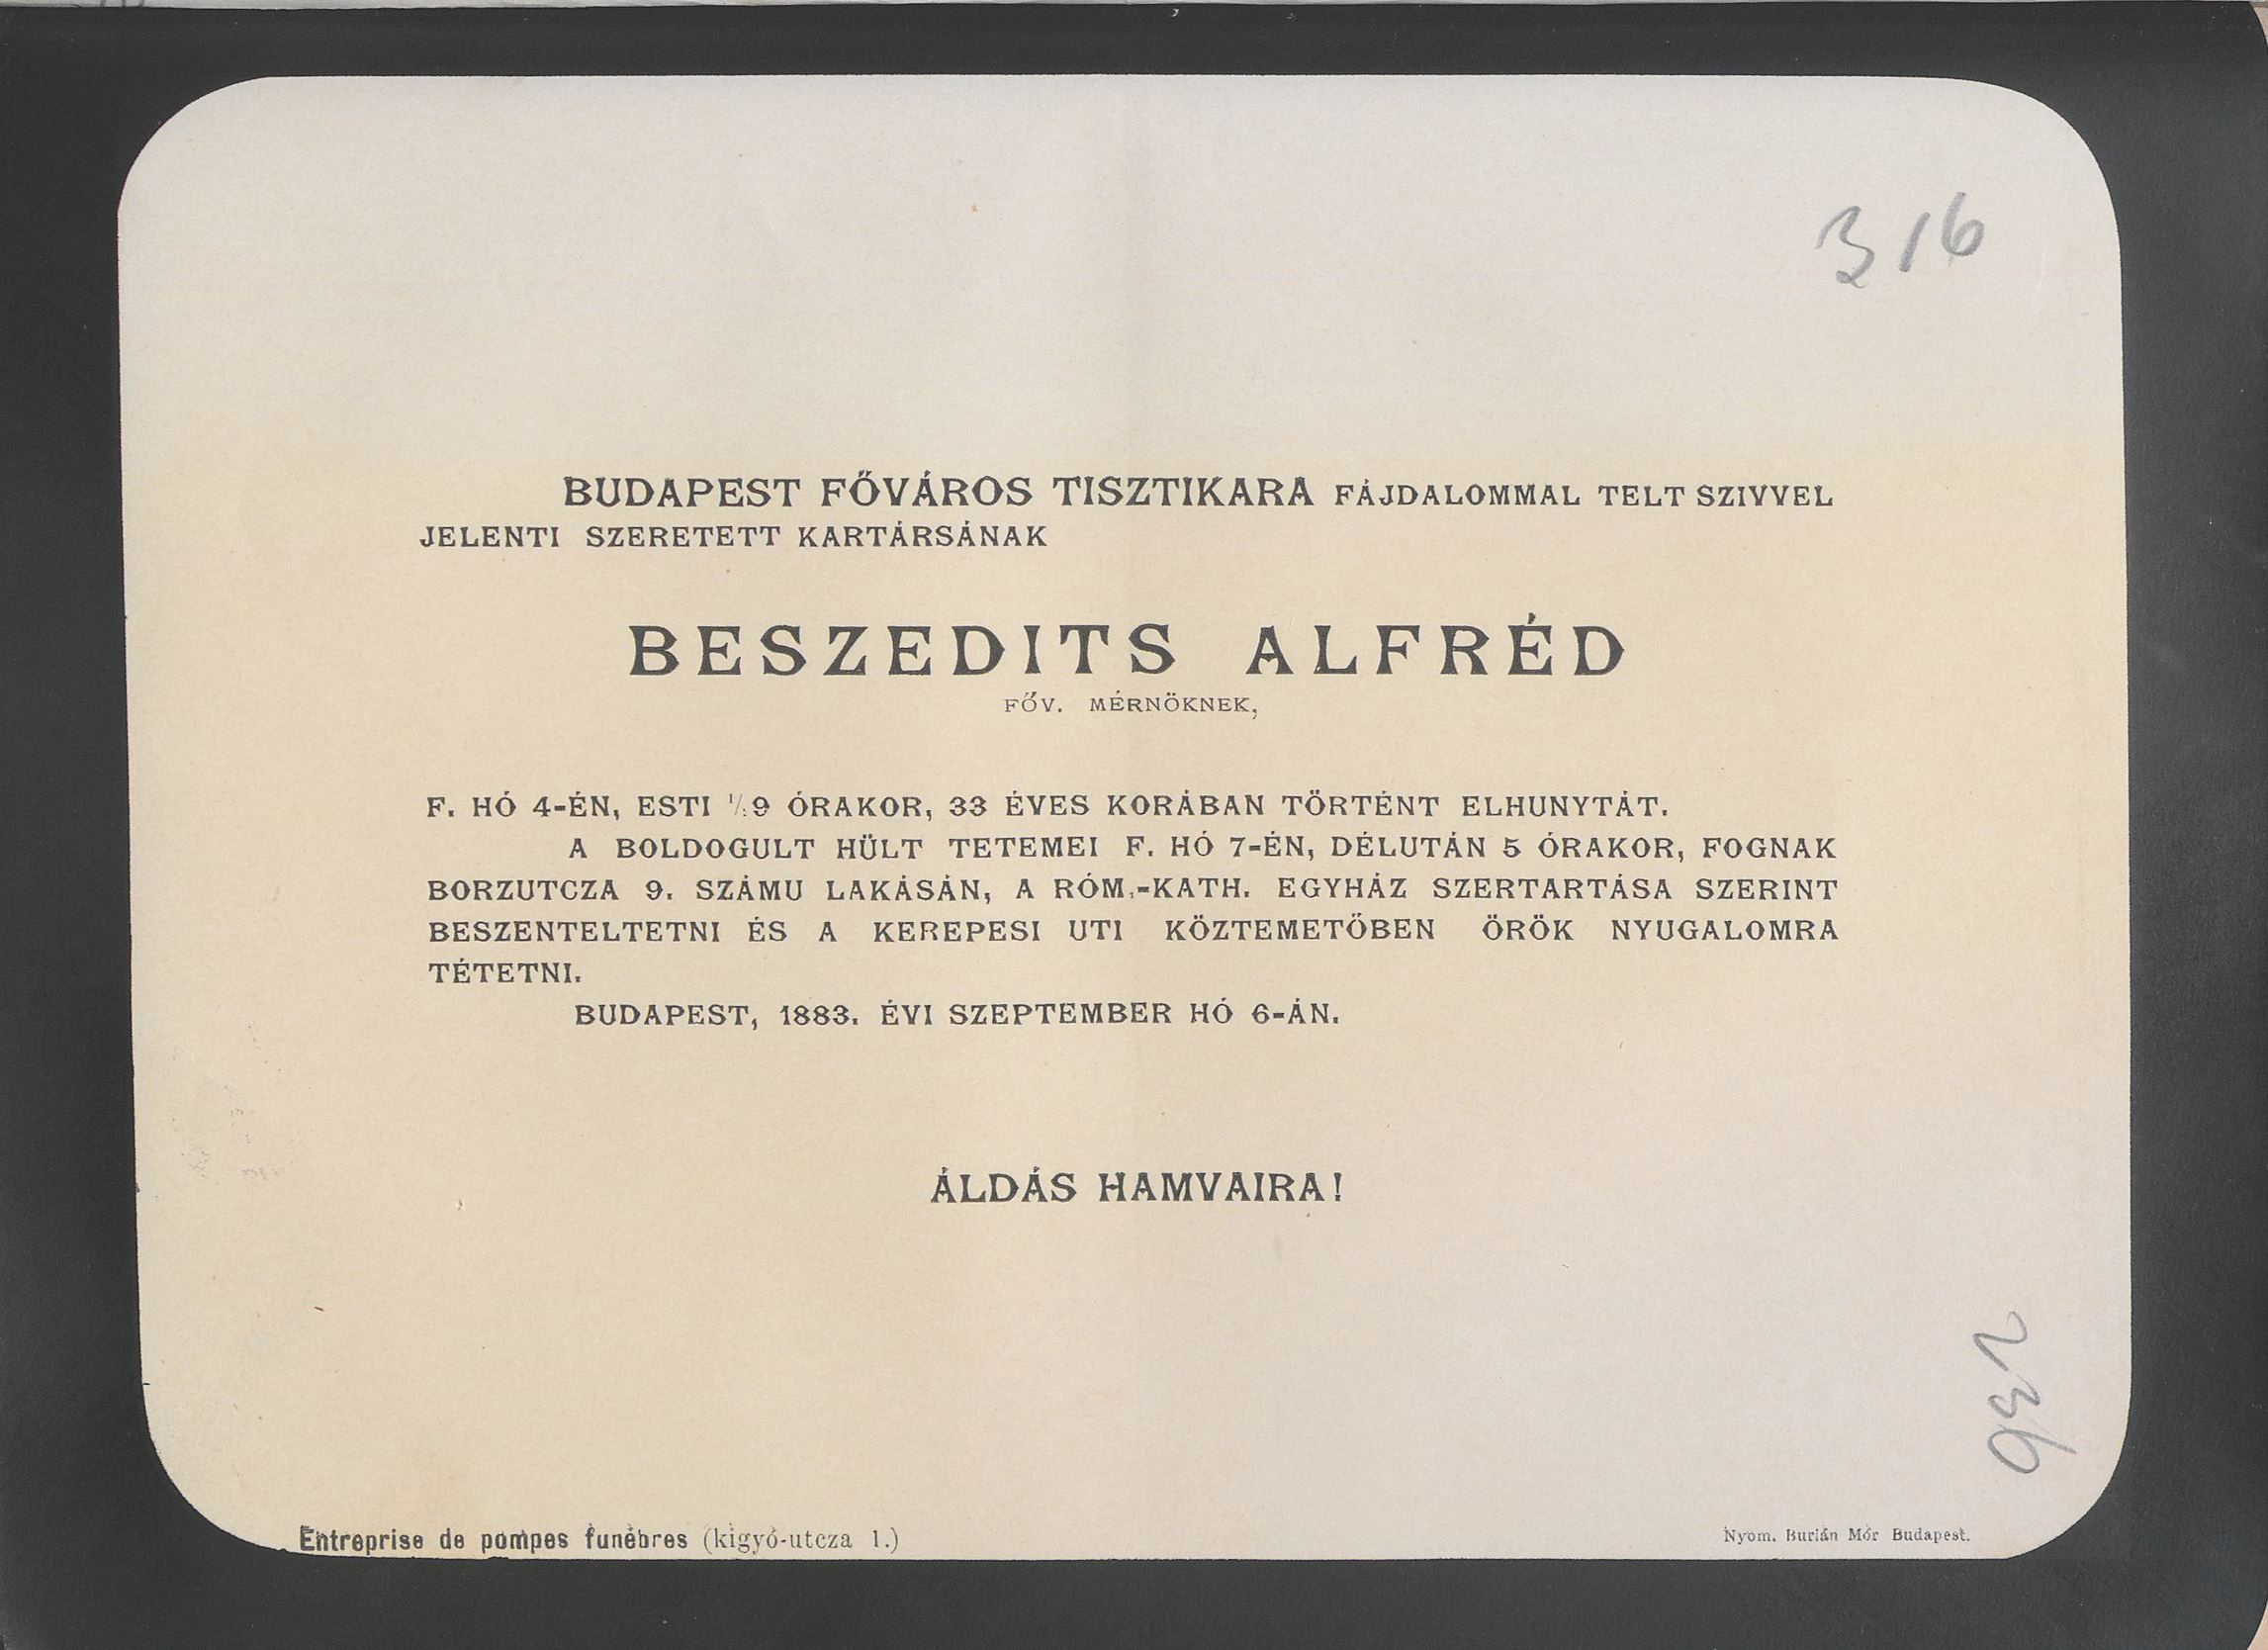 316
BUDAPEST FŐVÁROS TISZTIKARA FÁJDALOMMAL TELT SZIVVEL
JELENTI SZERETETT KARTÁRSÁNAK
BESZEDITS ALFRÉD
FŐV. MÉRNÖKNEK,
F. HÓ 4-ÉN, ESTI ½9 ÓRAKOR, 33 ÉVES KORÁBAN TÖRTÉNT ELHUNYTÁT.
A BOLDOGULT HÜLT TETEMEI F. HÓ 7-ÉN, DÉLUTÁN 5 ÓRAKOR, FOGNAK
BORZUTCZA 9. SZÁMU LAKÁSÁN, A RÓM.-KATH. EGYHÁZ SZERTARTÁSA SZERINT
BESZENTELTETNI ÉS A KEREPESI UTI KÖZTEMETŐBEN ÖRÖK NYUGALOMRA
TÉTETNI.
BUDAPEST, 1883. ÉVI SZEPTEMBER HÓ 6-ÁN.
ÁLDÁS HAMVAIRA!
Entreprise de pompes funèbres (kigyó-utcza 1.)
Nyom. Burián Mór Budapest.